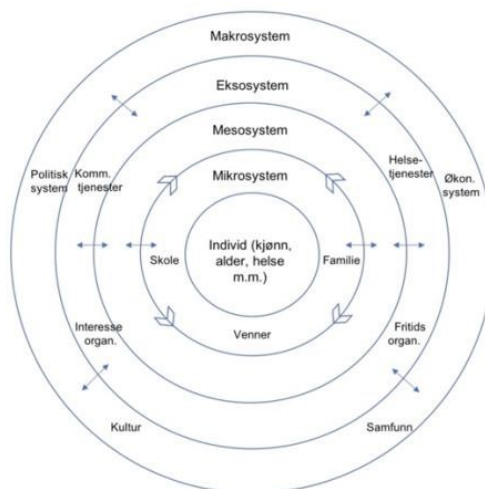 Makrosystem
Eksosystem
Mesosystem
Politisk
system
Komm.
tjenester
Helse-
tjenester
Økon.
system
Mikrosystem
Individ (kjønn,
alder, helse
m.m.)
Skole
Familie
Venner
Interesse
organ.
Fritids
organ.
Kultur
Samfunn